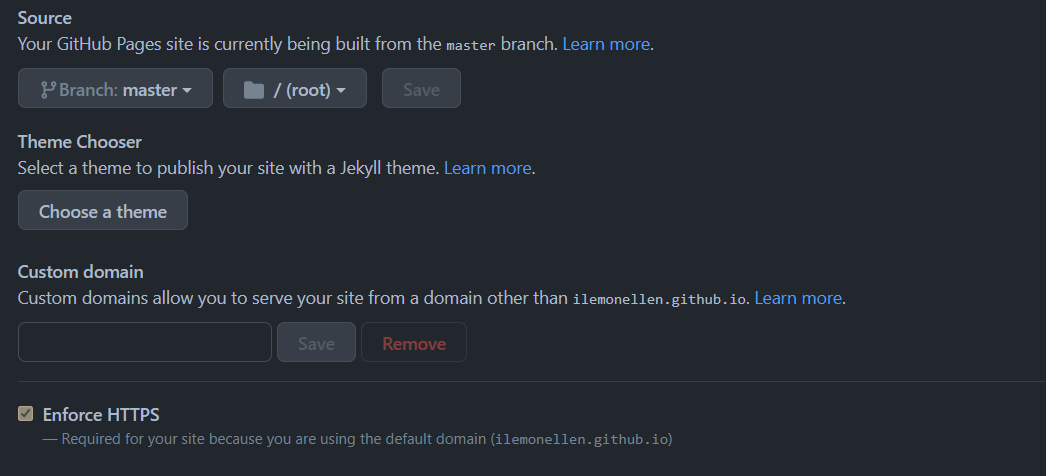 Source
Your GitHub Pages site is currently being built from the master branch. Learn more.
Branch: master / (root) Save
Theme Chooser
Select a theme to publish your site with a Jekyll theme. Learn more.
Choose a theme
Custom domain
Custom domains allow you to serve your site from a domain other than ilemonellen.github.io. Learn more.
Save Remove
Enforce HTTPS
— Required for your site because you are using the default domain (ilemonellen.github.io)